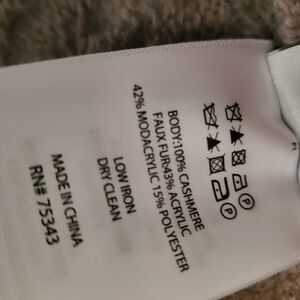 BODY:100% CASHMERE
FAUX FUR:43% ACRYLIC
42% MODACRYLIC 15% POLYESTER
LOW IRON
DRY CLEAN
MADE IN CHINA
RN# 75343